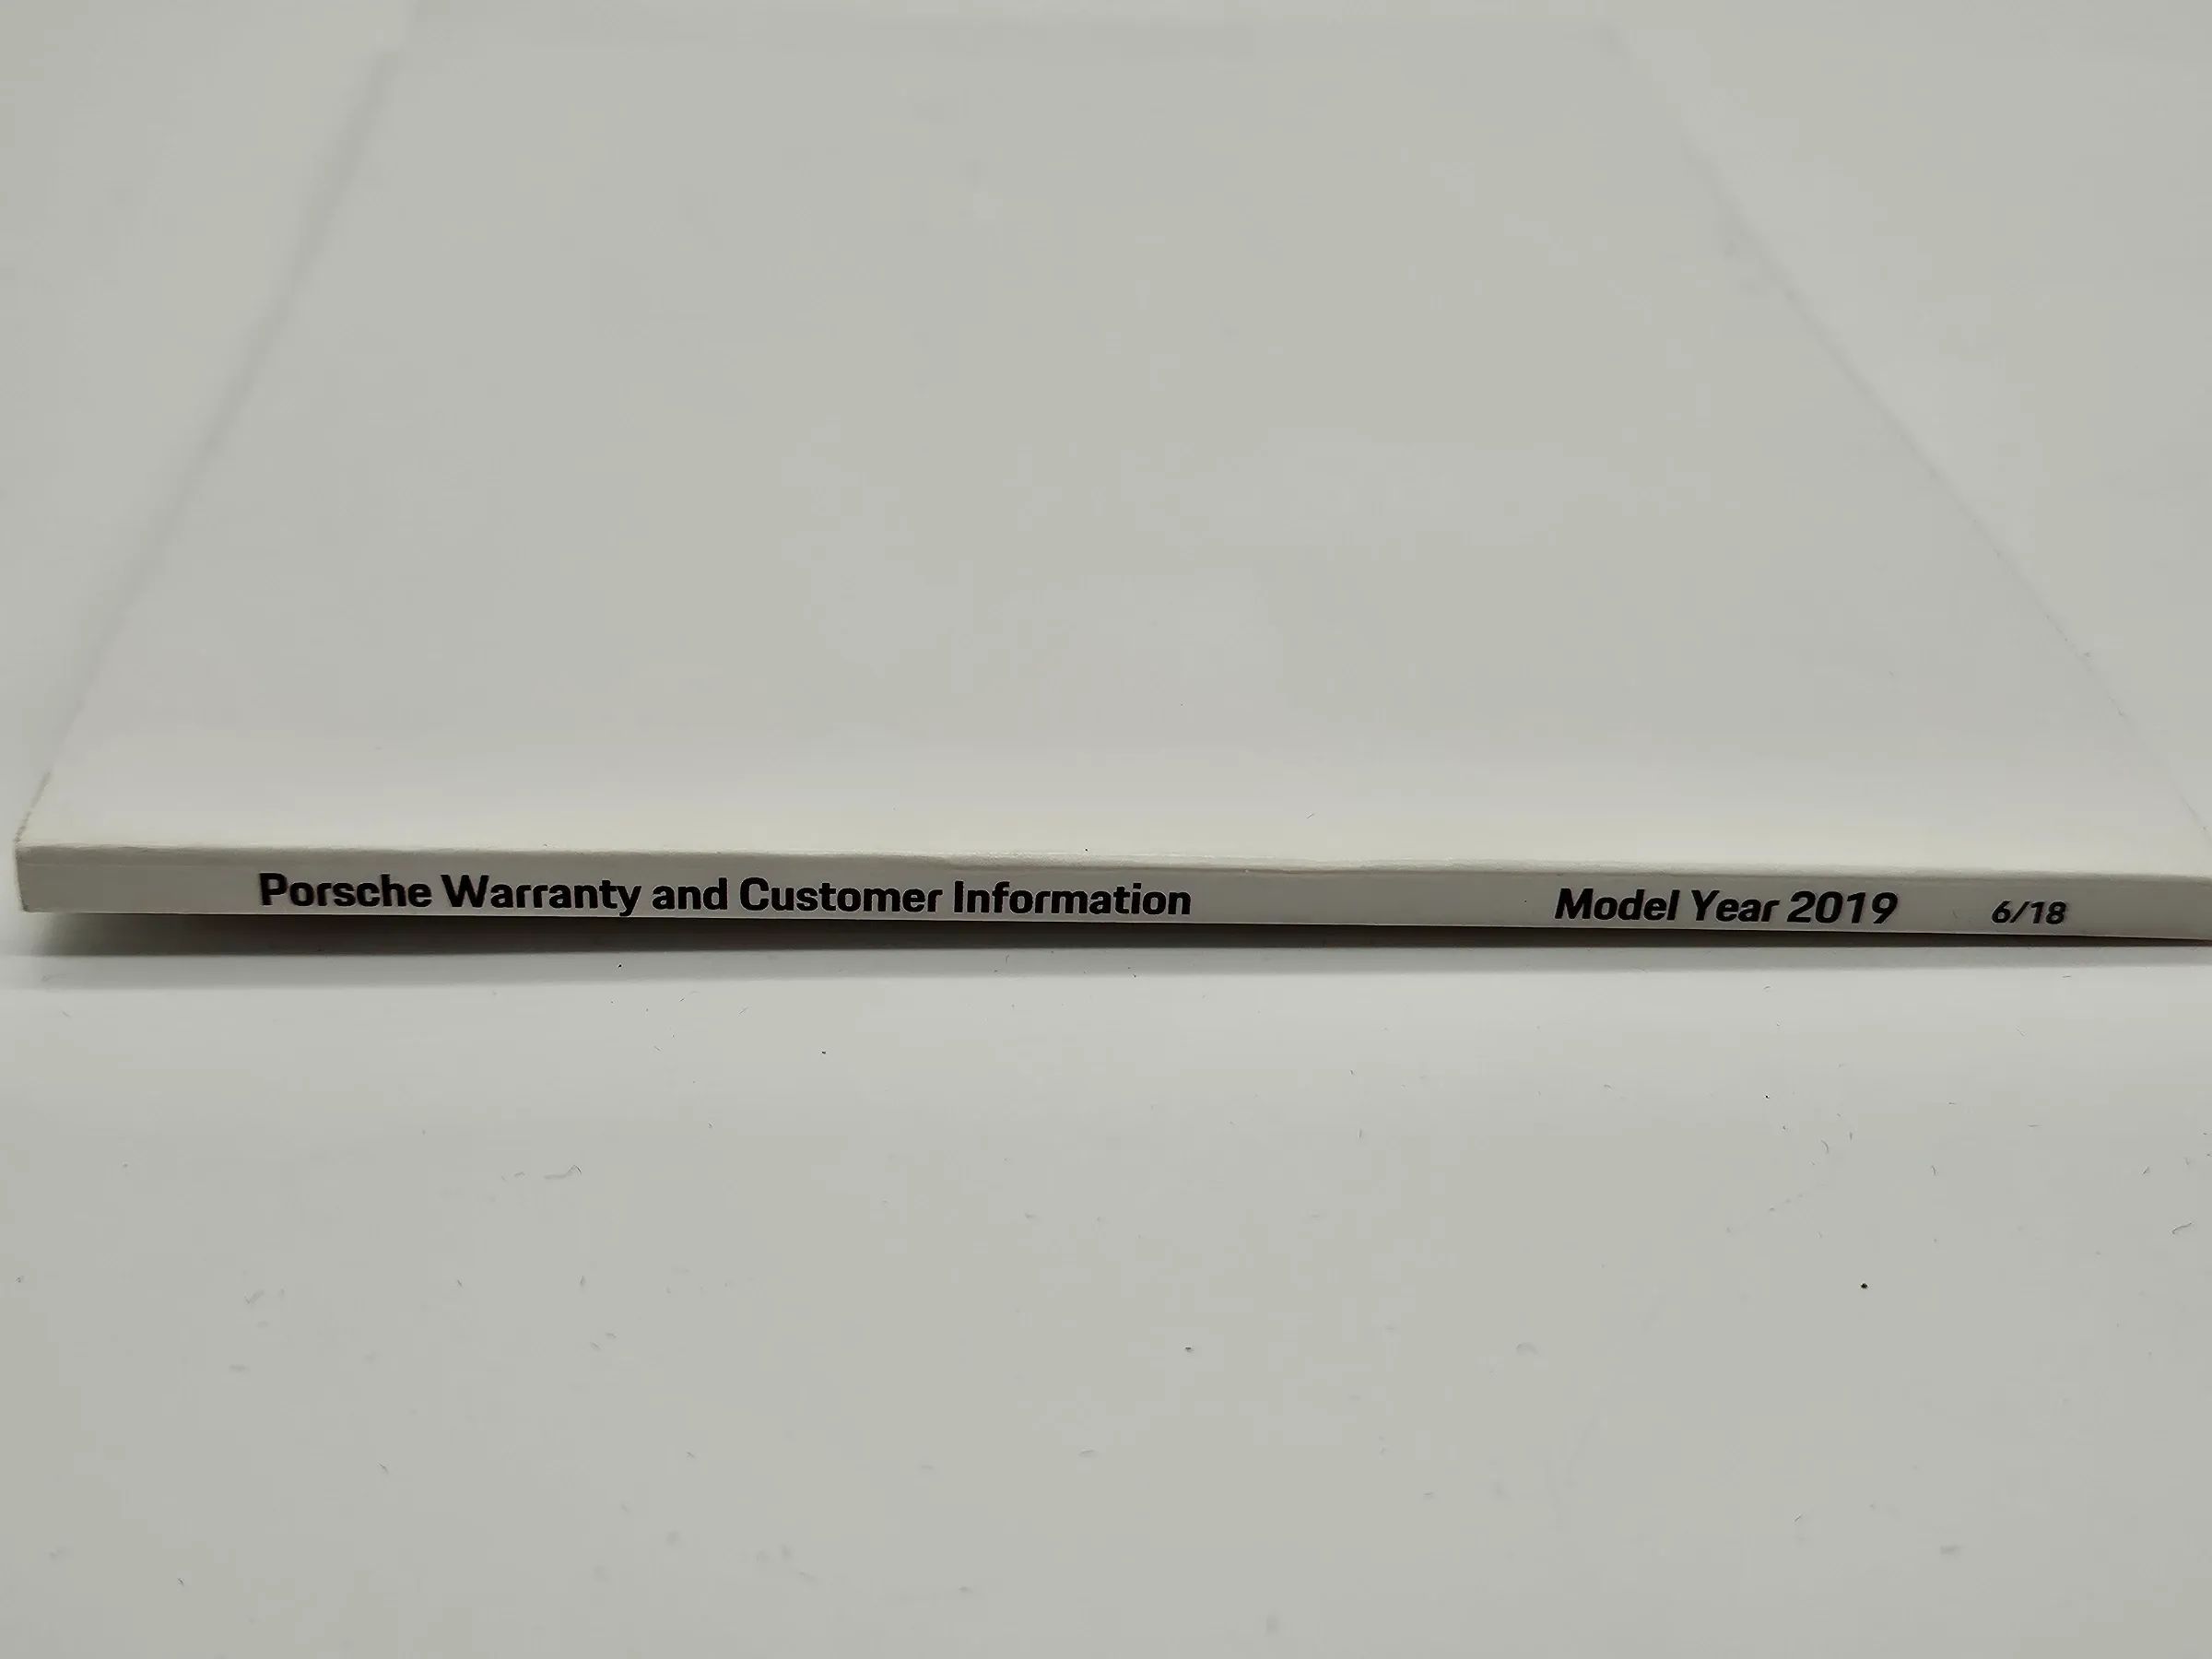 Porsche Warranty and Customer Information Model Year 2019 6/18